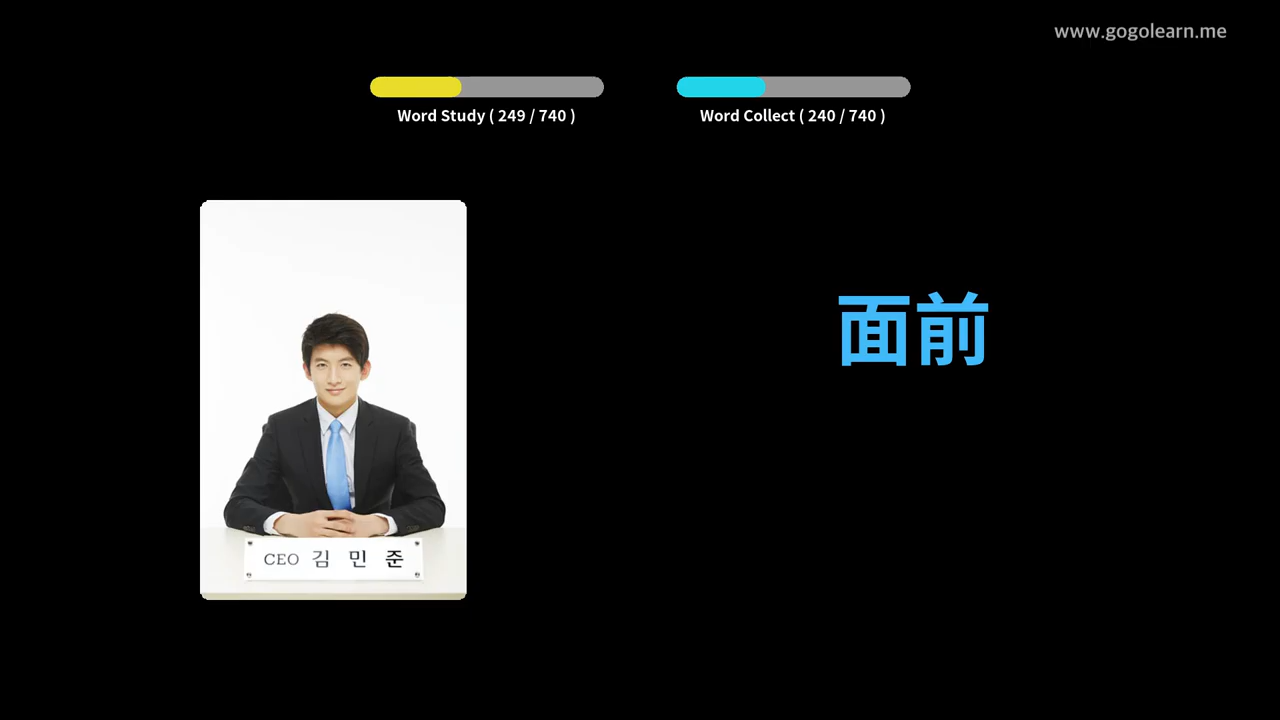 www.gogolearn.me
Word Study ( 249 / 740 )
Word Collect ( 240 / 740 )
面前
CEO 김 민 준